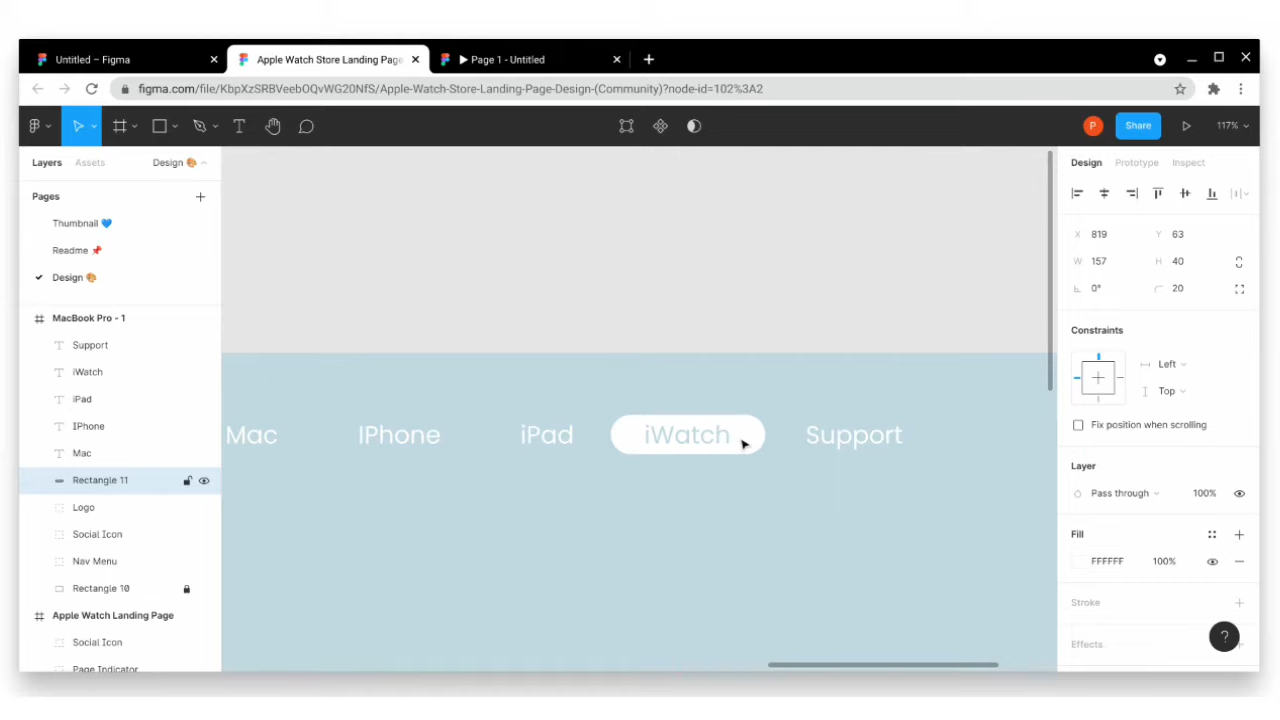 Untitled – Figma
Apple Watch Store Landing Page
Page 1 - Untitled
figma.com/file/KbpXzSRBVeebOQvWG20NfS/Apple-Watch-Store-Landing-Page-Design-(Community)?node-id=102%3A2
P
Share
117%
Layers
Assets
Design 🎨
Pages
Thumbnail 💙
Readme 📌
Design 🎨
MacBook Pro - 1
Support
iWatch
iPad
IPhone
Mac
Rectangle 11
Logo
Social Icon
Nav Menu
Rectangle 10
Apple Watch Landing Page
Social Icon
Page Indicator
Mac
IPhone
iPad
iWatch
Support
Design
Prototype
Inspect
X 819
Y 63
W 157
H 40
0°
20
Constraints
Left
Top
Fix position when scrolling
Layer
Pass through
100%
Fill
FFFFFF
100%
Stroke
Effects
?